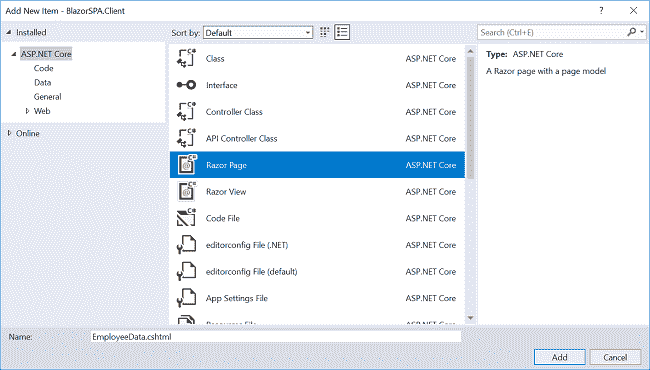 Add New Item - BlazorSPA.Client
? X
Installed
Sort by: Default
Search (Ctrl+E)
ASP.NET Core
Code
Data
General
Web
Online
C# Class ASP.NET Core
Interface ASP.NET Core
C# Controller Class ASP.NET Core
C# API Controller Class ASP.NET Core
C# @ Razor Page ASP.NET Core
C# @ Razor View ASP.NET Core
C# Code File ASP.NET Core
editorconfig File (.NET) ASP.NET Core
editorconfig File (default) ASP.NET Core
App Settings File ASP.NET Core
Type: ASP.NET Core
A Razor page with a page model
Name: EmployeeData.cshtml
Add Cancel